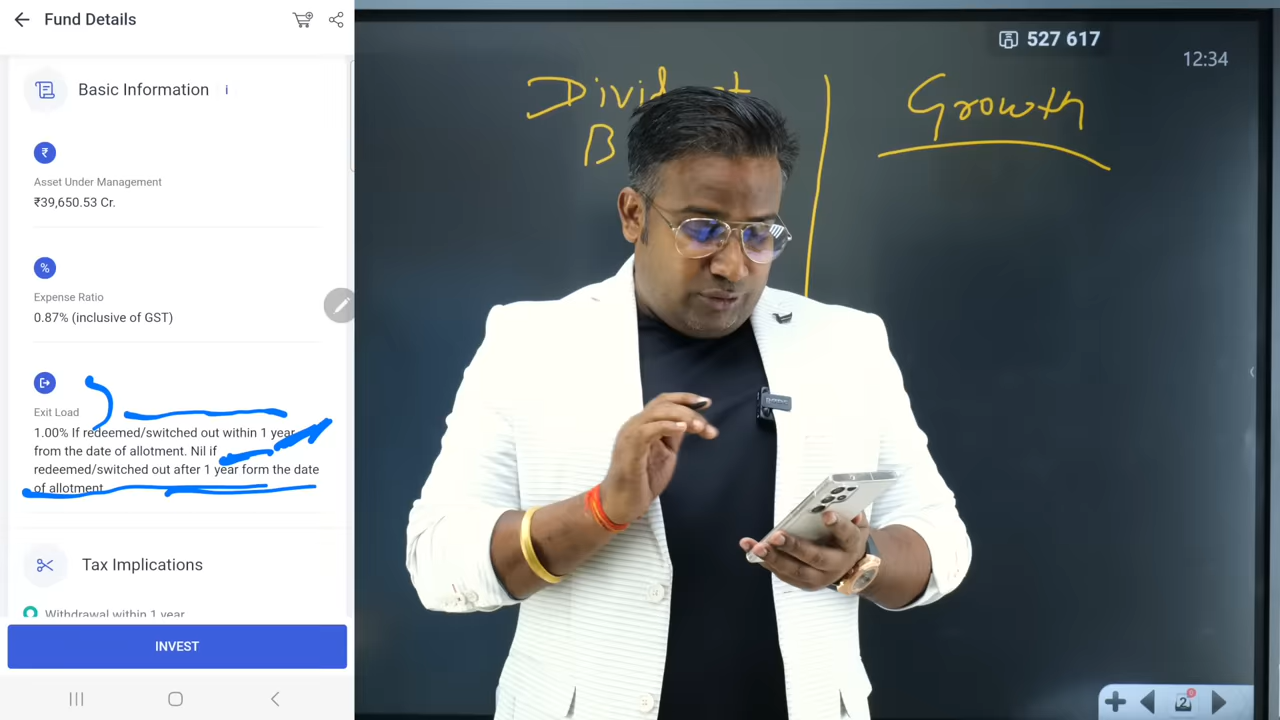 Fund Details
Basic Information i
₹
Asset Under Management
₹39,650.53 Cr.
%
Expense Ratio
0.87% (inclusive of GST)
Exit Load
1.00% If redeemed/switched out within 1 year
from the date of allotment. Nil if
redeemed/switched out after 1 year form the date
of allotment
Tax Implications
Withdrawal within 1 year
INVEST
527 617
12:34
B
Growth
2